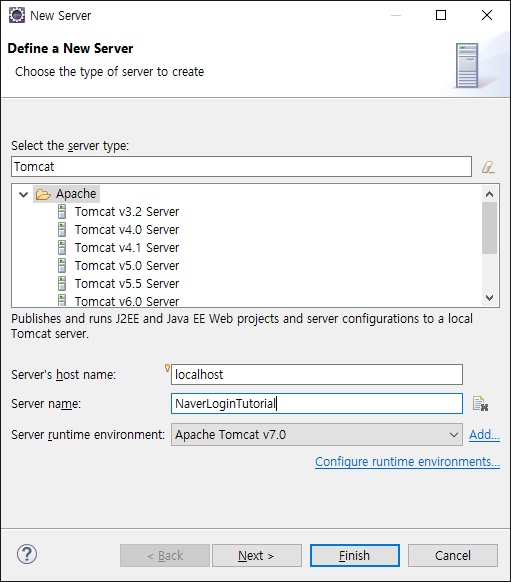 New Server
Define a New Server
Choose the type of server to create
Select the server type:
Tomcat
Apache
Tomcat v3.2 Server
Tomcat v4.0 Server
Tomcat v4.1 Server
Tomcat v5.0 Server
Tomcat v5.5 Server
Tomcat v6.0 Server
Publishes and runs J2EE and Java EE Web projects and server configurations to a local
Tomcat server.
Server's host name: localhost
Server name: NaverLoginTutorial
Server runtime environment: Apache Tomcat v7.0 Add...
Configure runtime environments...
? < Back Next > Finish Cancel